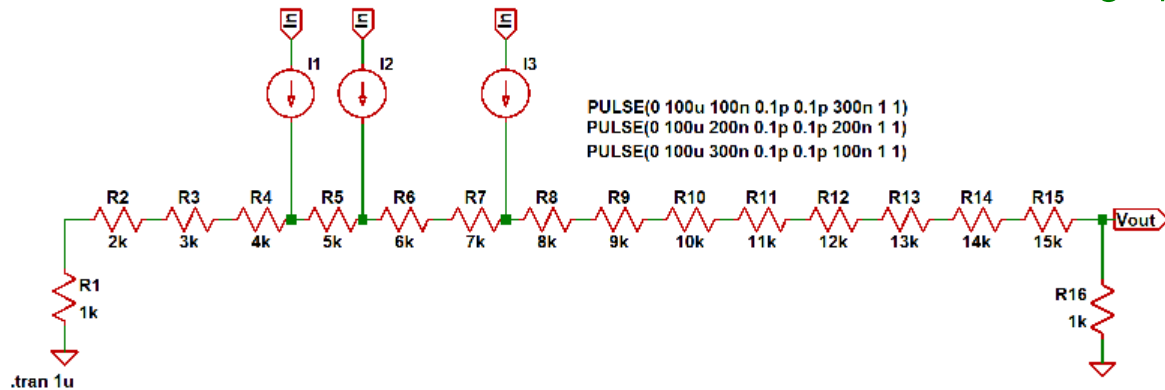 In In In
I1 I2 I3
PULSE(0 100u 100n 0.1p 0.1p 300n 1 1)
PULSE(0 100u 200n 0.1p 0.1p 200n 1 1)
PULSE(0 100u 300n 0.1p 0.1p 100n 1 1)
R2 R3 R4 R5 R6 R7 R8 R9 R10 R11 R12 R13 R14 R15
Vout
2k 3k 4k 5k 6k 7k 8k 9k 10k 11k 12k 13k 14k 15k
R1
R16
1k
1k
.tran 1u